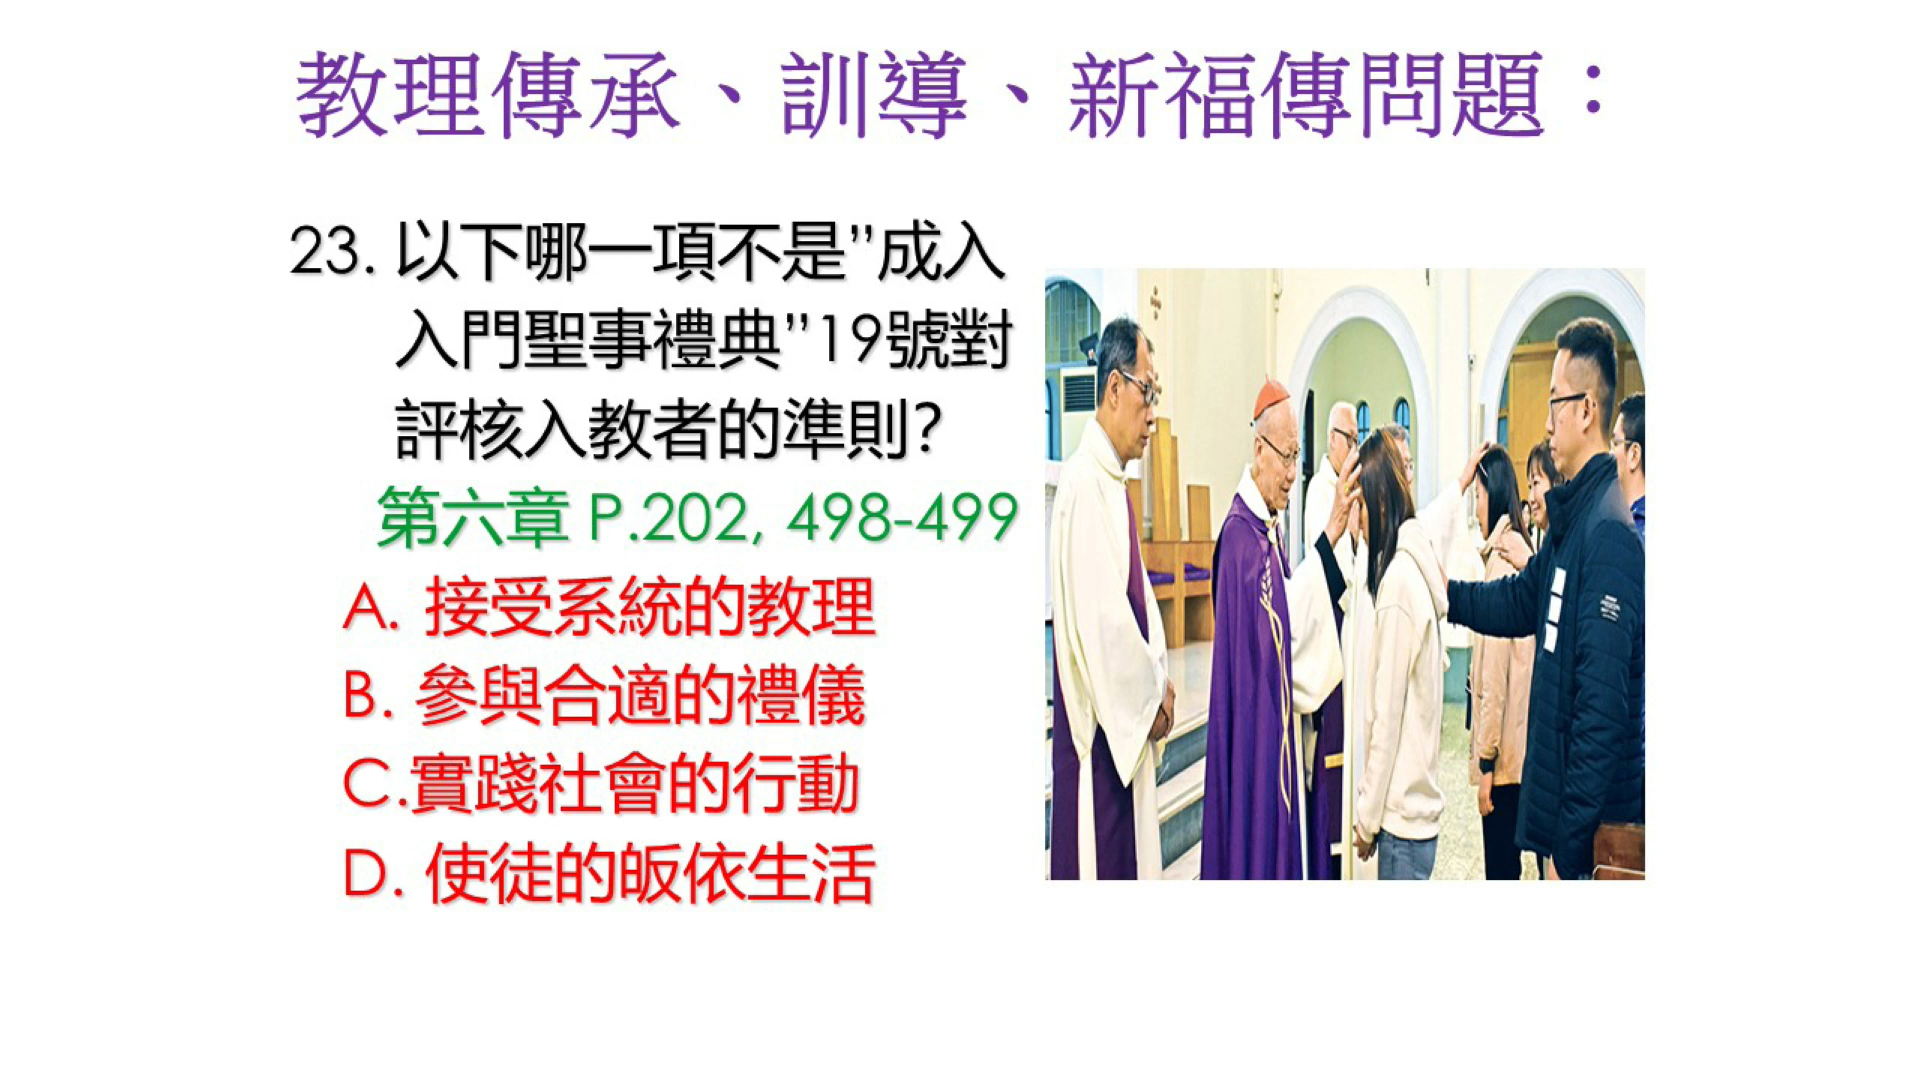 教理傳承、訓導、新福傳問題：
23. 以下哪一項不是”成入
入門聖事禮典”19號對
評核入教者的準則?
第六章 P.202, 498-499
A. 接受系統的教理
B. 參與合適的禮儀
C.實踐社會的行動
D. 使徒的皈依生活